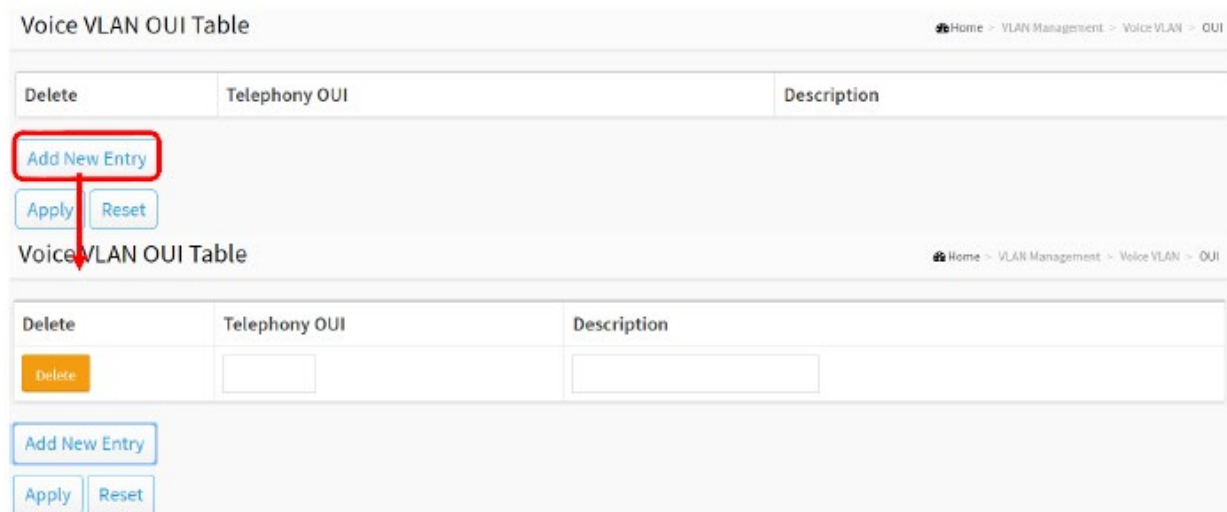 Voice VLAN OUI Table
Home > VLAN Management > Voice VLAN > OUI
Delete Telephony OUI Description
Add New Entry
Apply Reset
Voice VLAN OUI Table
Home > VLAN Management > Voice VLAN > OUI
Delete Telephony OUI Description
Delete
Add New Entry
Apply Reset